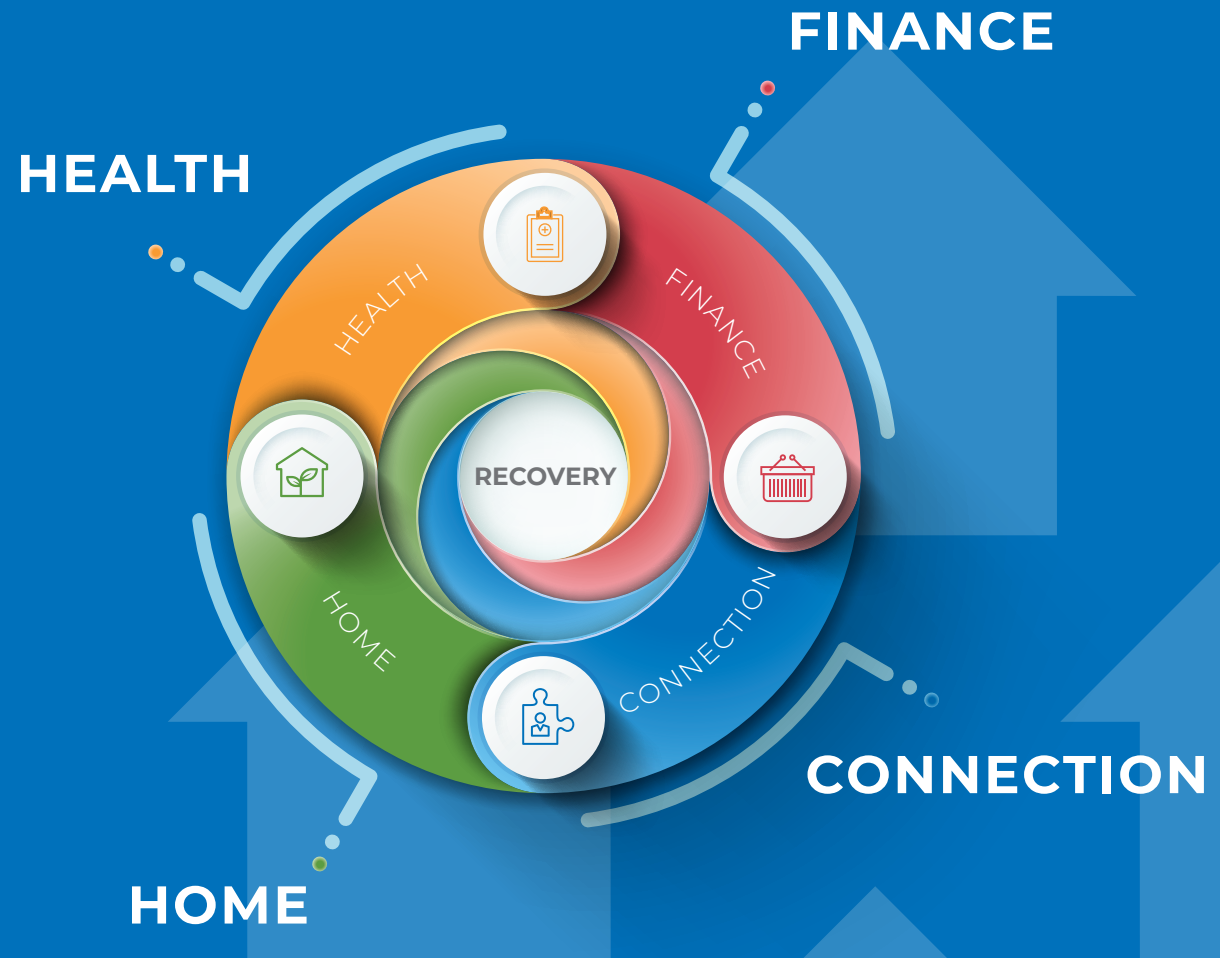 FINANCE
HEALTH
HEALTH
FINANCE
RECOVERY
HOME
CONNECTION
CONNECTION
HOME